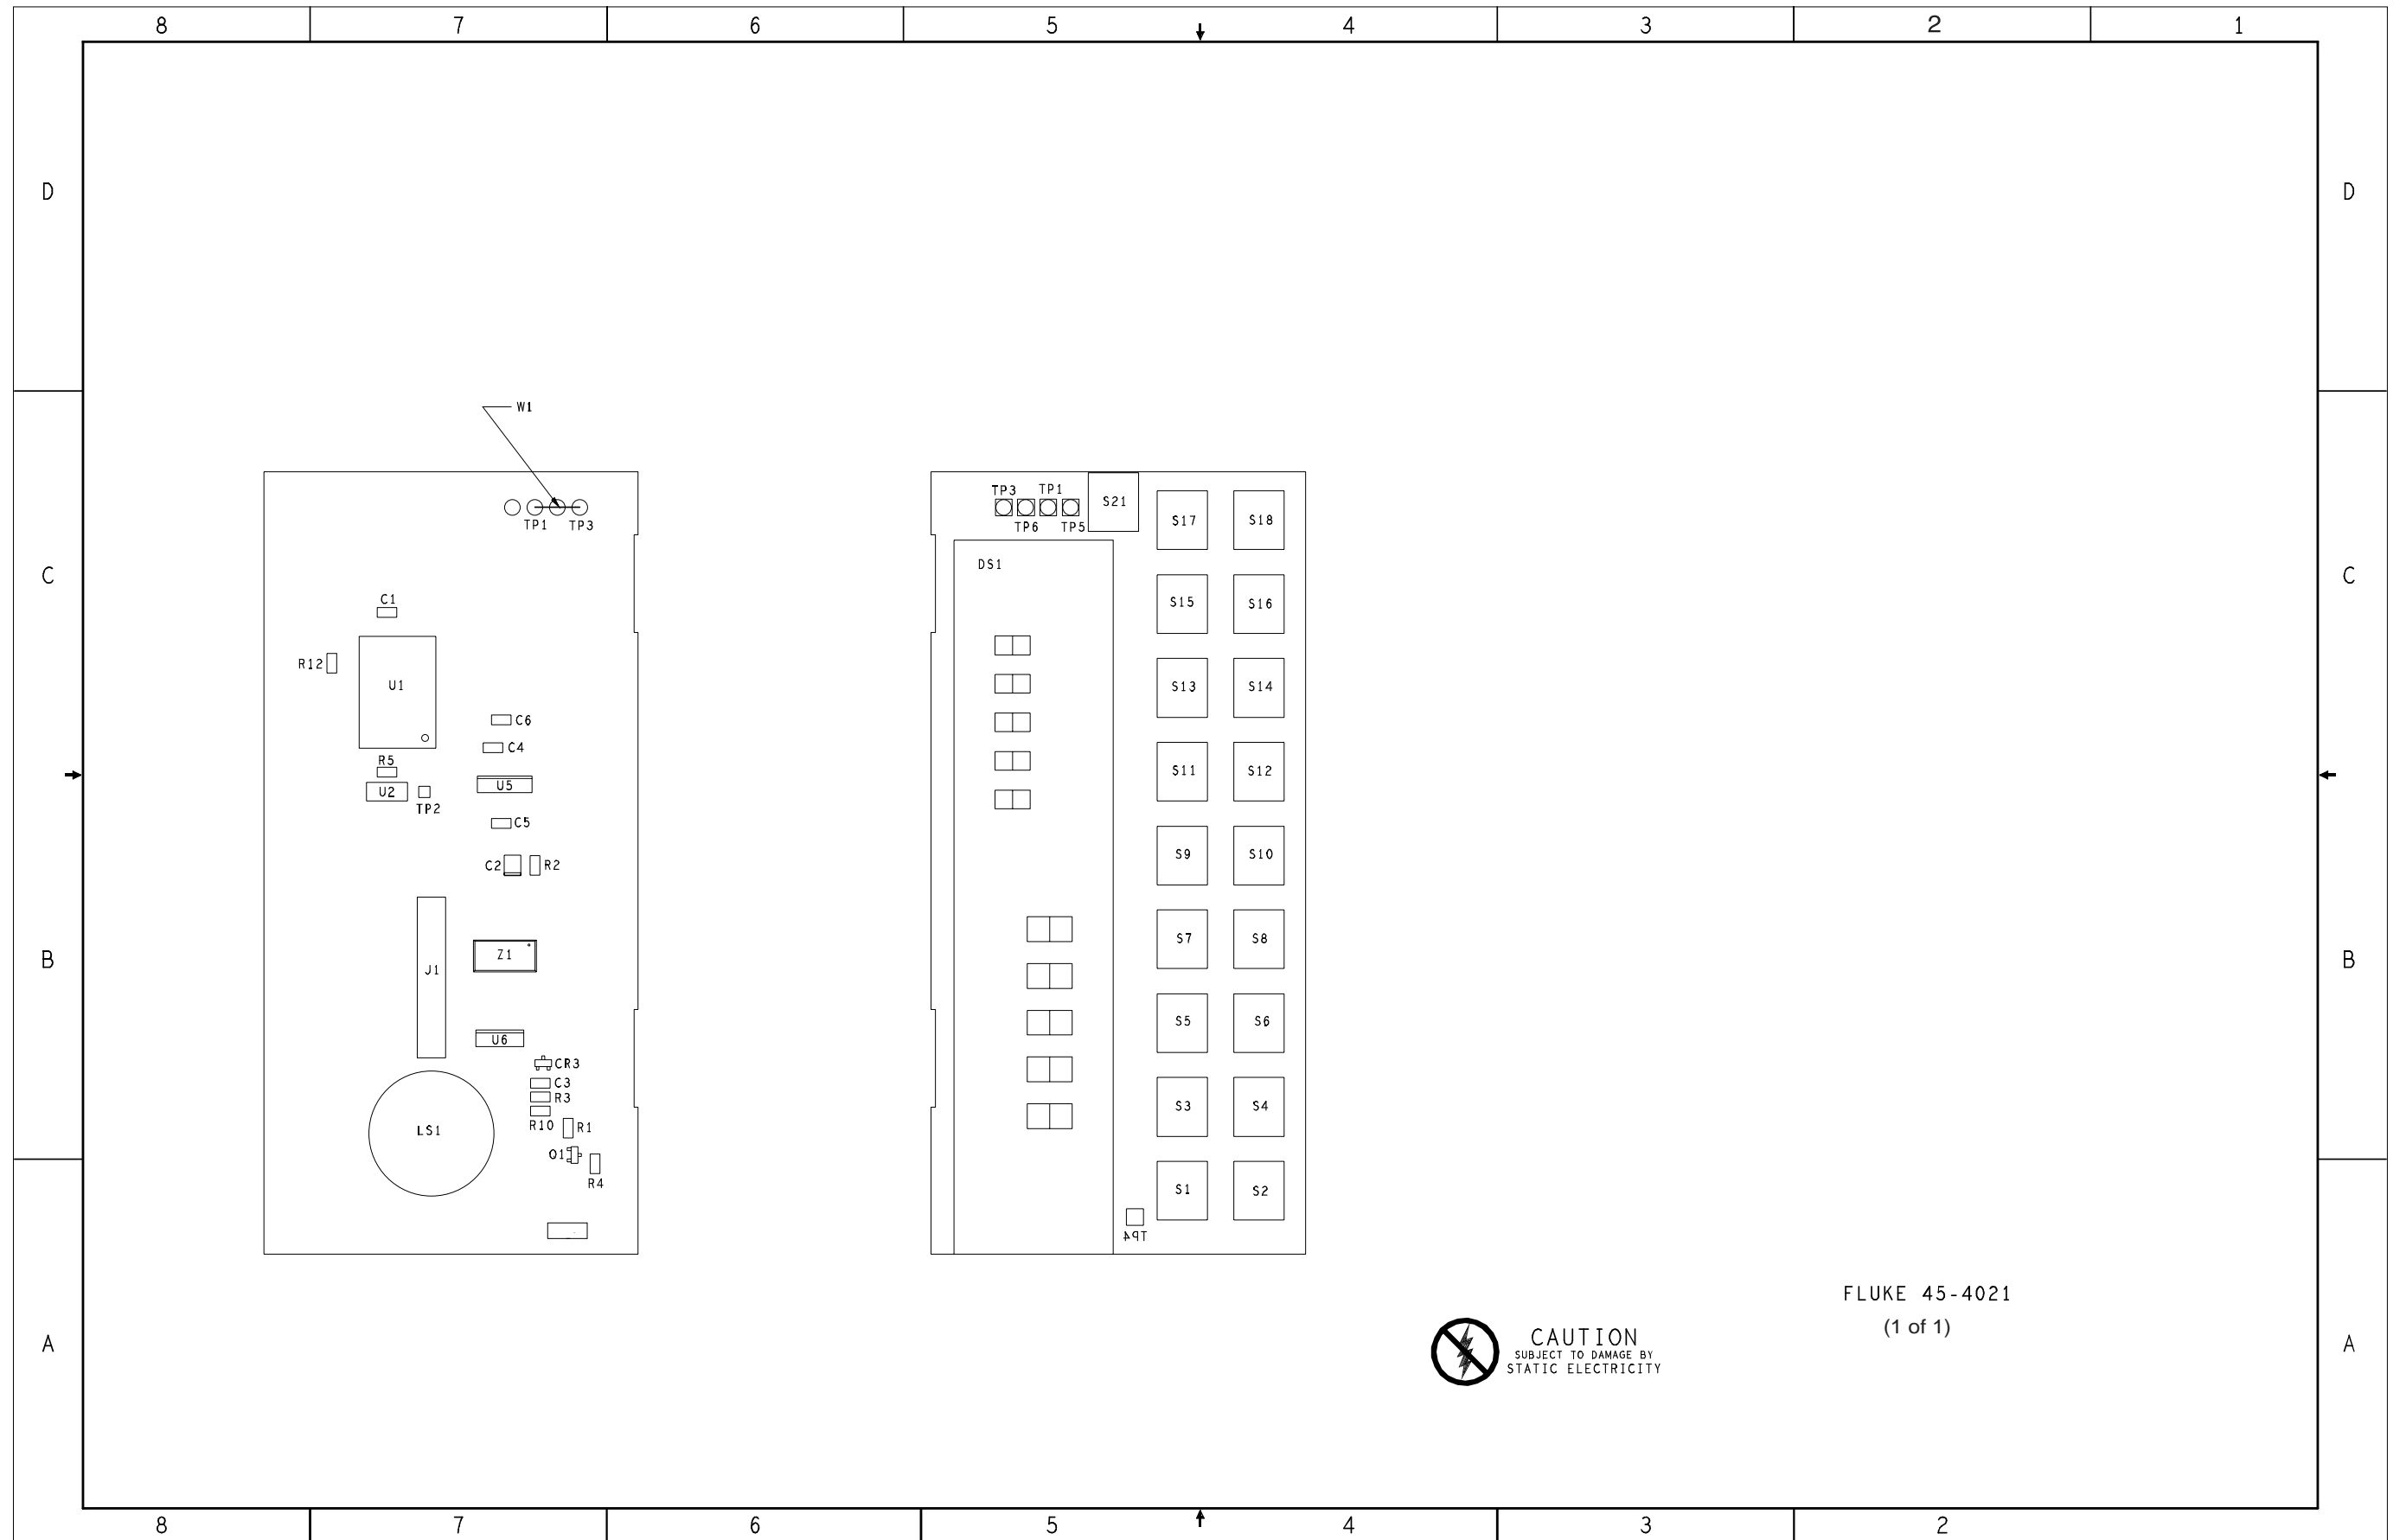 8 7 6 5 4 3 2 1
D D
W1
TP1 TP3
C1
R12
U1
C6
C4
R5
U2
TP2
U5
C5
C2 R2
J1
Z1
U6
CR3
C3
R3
R10 R1
LS1
Q1
R4
C
TP3 TP1
TP6 TP5
S21
DS1
S17 S18
S15 S16
S13 S14
S11 S12
S9 S10
S7 S8
S5 S6
S3 S4
S1 S2
TP4
C
B B
FLUKE 45-4021
(1 of 1)
CAUTION
SUBJECT TO DAMAGE BY
STATIC ELECTRICITY
A A
8 7 6 5 4 3 2